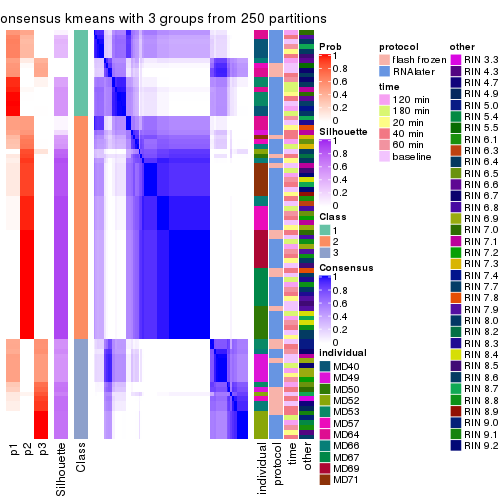 onsensus kmeans with 3 groups from 250 partitions
p1
p2
p3
Silhouette
Class
individual
protocol
time
other
Prob
1
0.8
0.6
0.4
0.2
0
Silhouette
1
0.8
0.6
0.4
0.2
0
Class
1
2
3
Consensus
1
0.8
0.6
0.4
0.2
0
individual
MD40
MD49
MD50
MD52
MD53
MD57
MD64
MD66
MD67
MD69
MD71
protocol
flash frozen
RNAlater
time
120 min
180 min
20 min
40 min
60 min
baseline
other
RIN 3.3
RIN 4.3
RIN 4.7
RIN 4.9
RIN 5.0
RIN 5.4
RIN 5.5
RIN 6.1
RIN 6.3
RIN 6.4
RIN 6.5
RIN 6.6
RIN 6.7
RIN 6.8
RIN 6.9
RIN 7.0
RIN 7.1
RIN 7.2
RIN 7.3
RIN 7.4
RIN 7.7
RIN 7.8
RIN 7.9
RIN 8.0
RIN 8.2
RIN 8.3
RIN 8.4
RIN 8.5
RIN 8.6
RIN 8.7
RIN 8.8
RIN 8.9
RIN 9.0
RIN 9.1
RIN 9.2